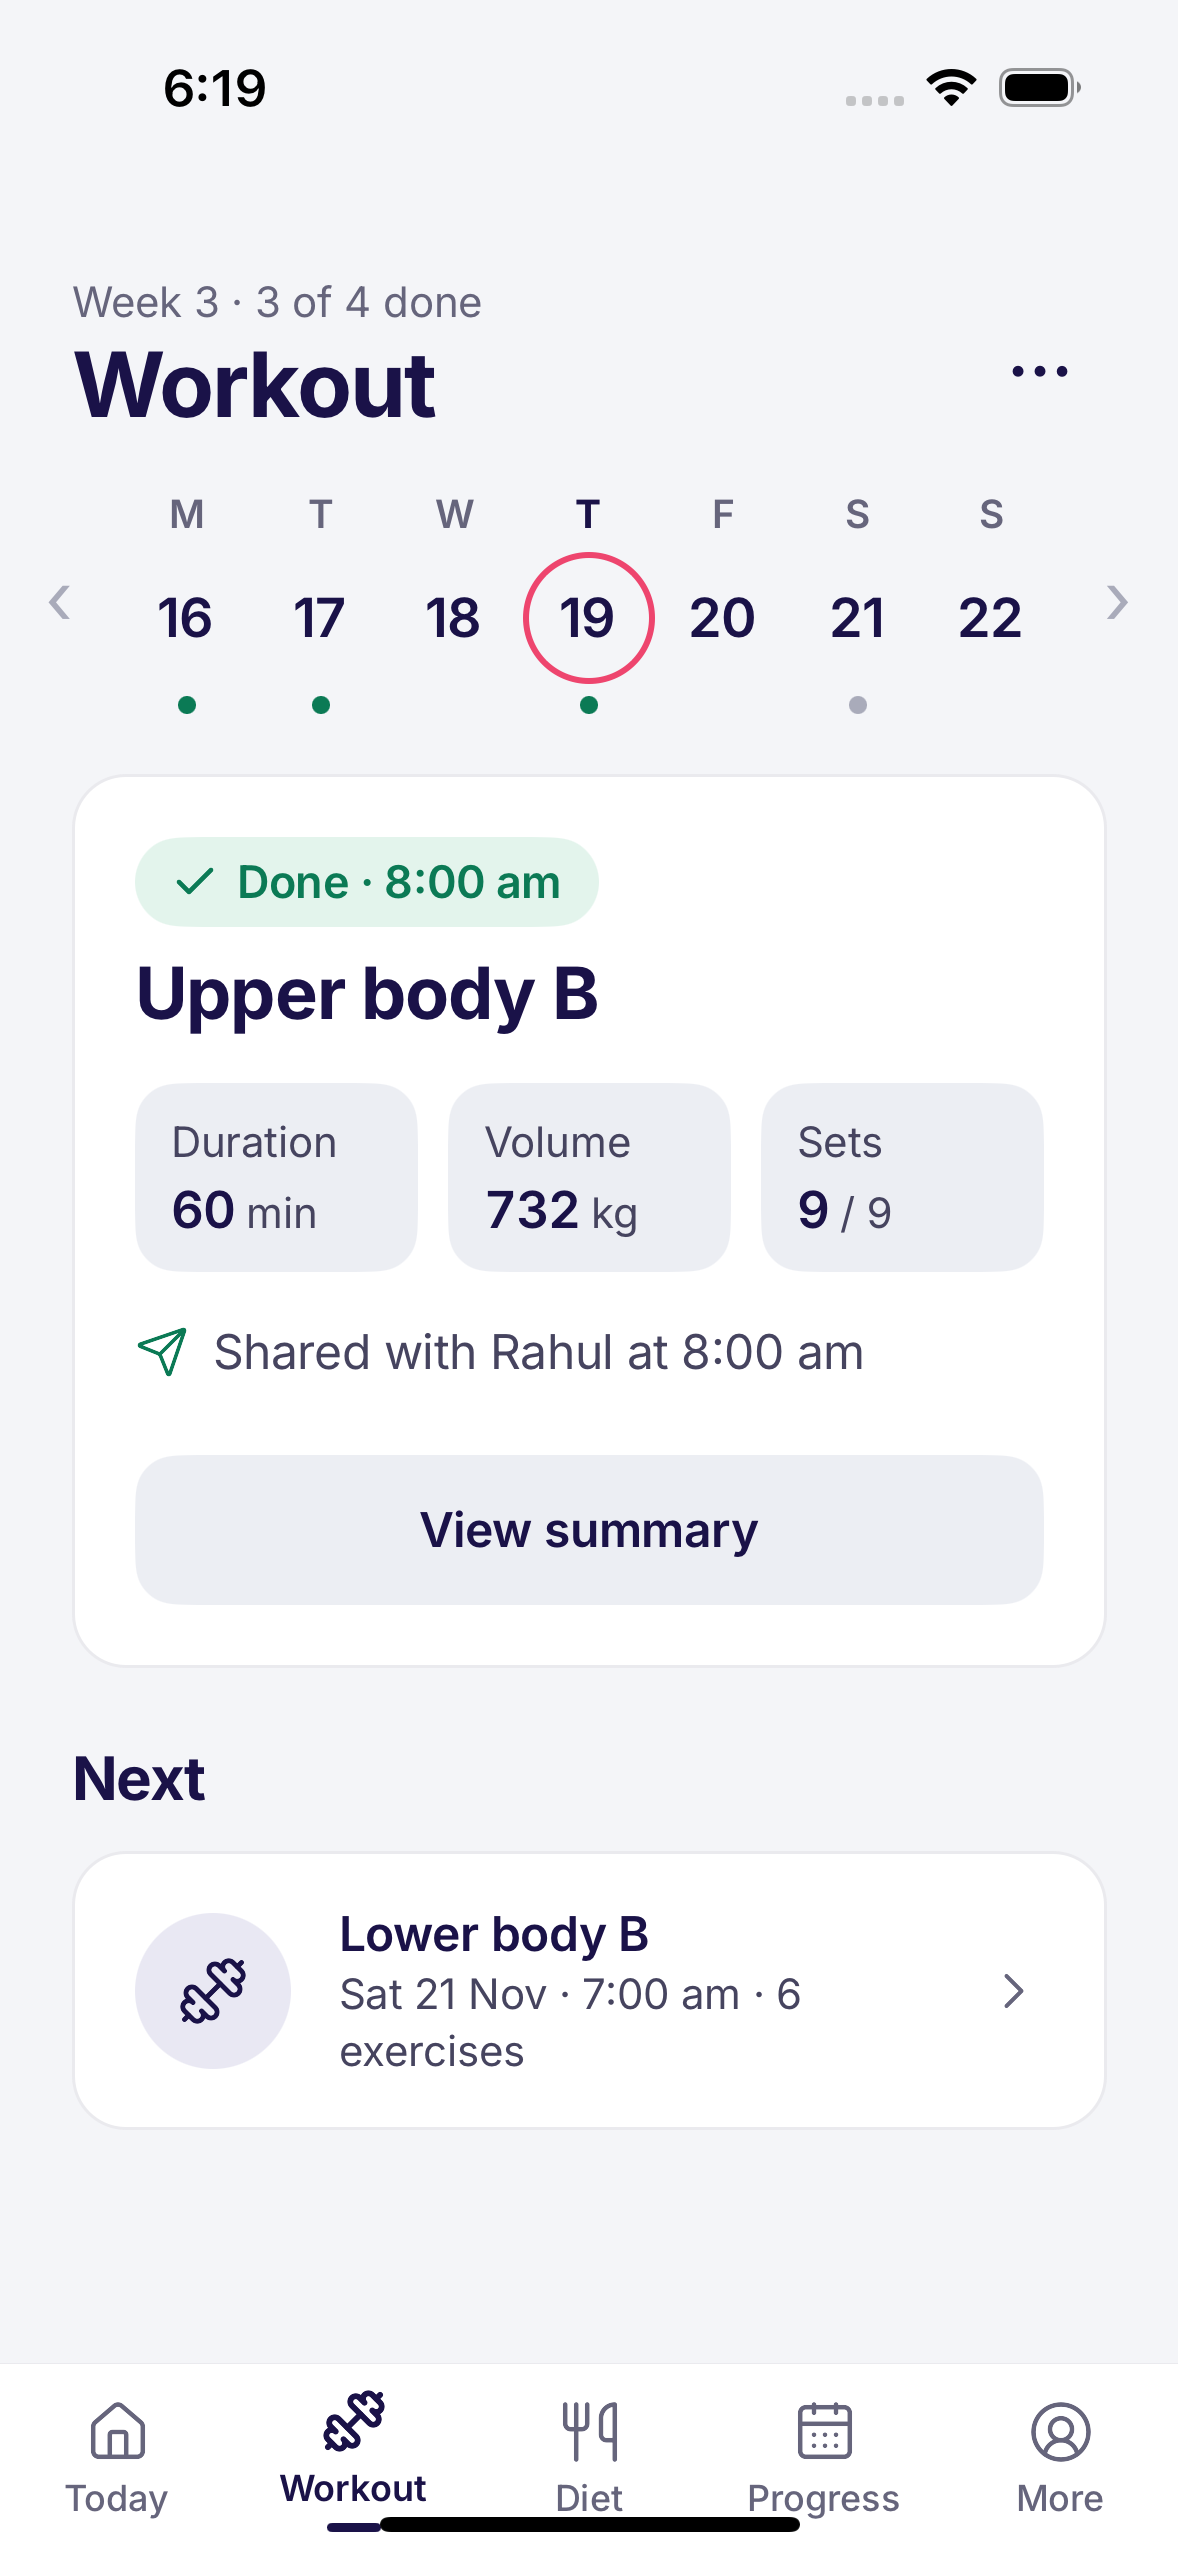 6:19
Week 3 · 3 of 4 done
Workout
M T W T F S S
16 17 18 19 20 21 22
Done · 8:00 am
Upper body B
Duration Volume Sets
60 min 732 kg 9 / 9
Shared with Rahul at 8:00 am
View summary
Next
Lower body B
Sat 21 Nov · 7:00 am · 6
exercises
Today Workout Diet Progress More